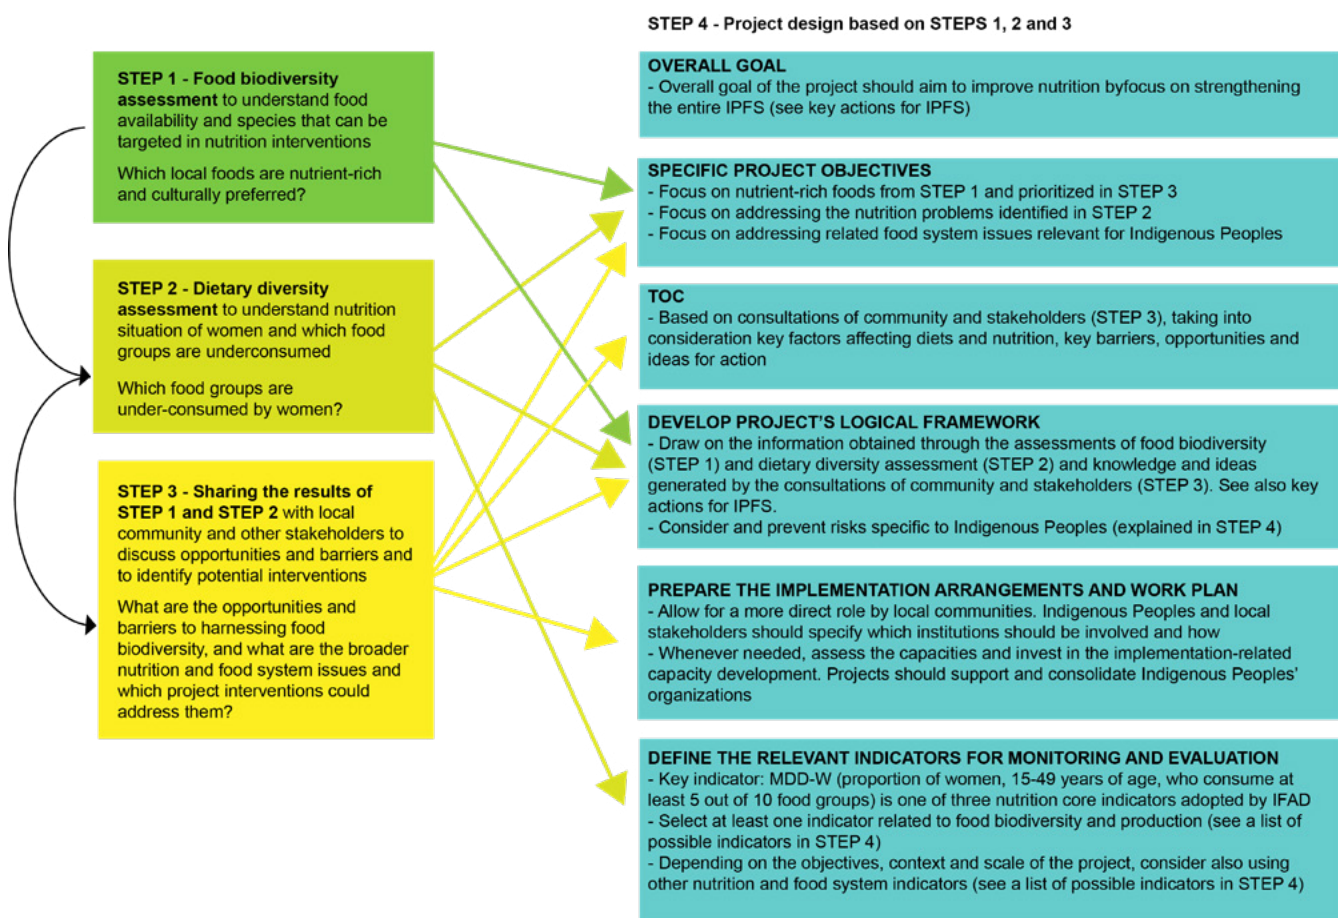 STEP 4 - Project design based on STEPS 1, 2 and 3
STEP 1 - Food biodiversity
assessment to understand food
availability and species that can be
targeted in nutrition interventions
Which local foods are nutrient-rich
and culturally preferred?
STEP 2 - Dietary diversity
assessment to understand nutrition
situation of women and which food
groups are underconsumed
Which food groups are
under-consumed by women?
STEP 3 - Sharing the results of
STEP 1 and STEP 2 with local
community and other stakeholders to
discuss opportunities and barriers and
to identify potential interventions
What are the opportunities and
barriers to harnessing food
biodiversity, and what are the broader
nutrition and food system issues and
which project interventions could
address them?
OVERALL GOAL
- Overall goal of the project should aim to improve nutrition byfocus on strengthening
the entire IPFS (see key actions for IPFS)
SPECIFIC PROJECT OBJECTIVES
- Focus on nutrient-rich foods from STEP 1 and prioritized in STEP 3
- Focus on addressing the nutrition problems identified in STEP 2
- Focus on addressing related food system issues relevant for Indigenous Peoples
TOC
- Based on consultations of community and stakeholders (STEP 3), taking into
consideration key factors affecting diets and nutrition, key barriers, opportunities and
ideas for action
DEVELOP PROJECT'S LOGICAL FRAMEWORK
- Draw on the information obtained through the assessments of food biodiversity
(STEP 1) and dietary diversity assessment (STEP 2) and knowledge and ideas
generated by the consultations of community and stakeholders (STEP 3). See also key
actions for IPFS.
- Consider and prevent risks specific to Indigenous Peoples (explained in STEP 4)
PREPARE THE IMPLEMENTATION ARRANGEMENTS AND WORK PLAN
- Allow for a more direct role by local communities. Indigenous Peoples and local
stakeholders should specify which institutions should be involved and how
- Whenever needed, assess the capacities and invest in the implementation-related
capacity development. Projects should support and consolidate Indigenous Peoples'
organizations
DEFINE THE RELEVANT INDICATORS FOR MONITORING AND EVALUATION
- Key indicator: MDD-W (proportion of women, 15-49 years of age, who consume at
least 5 out of 10 food groups) is one of three nutrition core indicators adopted by IFAD
- Select at least one indicator related to food biodiversity and production (see a list of
possible indicators in STEP 4)
- Depending on the objectives, context and scale of the project, consider also using
other nutrition and food system indicators (see a list of possible indicators in STEP 4)